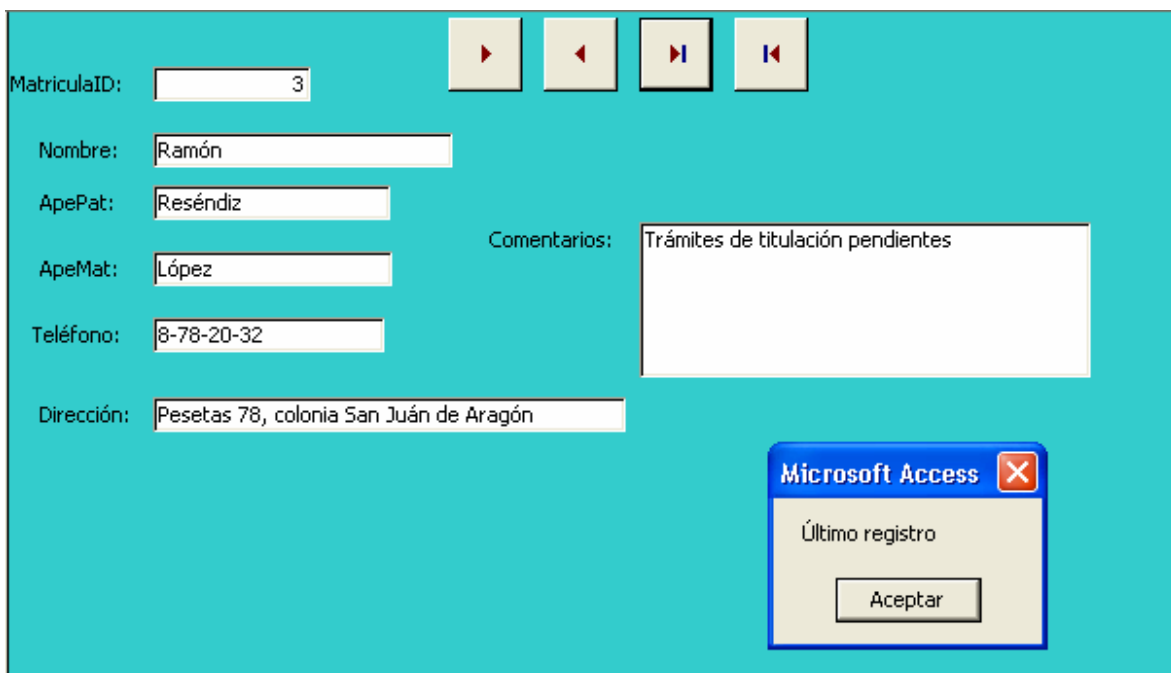 MatriculaID: 3
Nombre: Ramón
ApePat: Reséndiz
ApeMat: López
Teléfono: 8-78-20-32
Dirección: Pesetas 78, colonia San Juán de Aragón
Comentarios: Trámites de titulación pendientes
Microsoft Access
Último registro
Aceptar